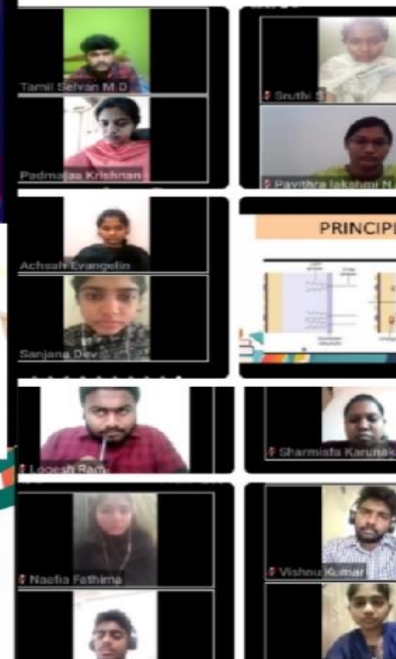 Tamil Selvan M.D
Sruthi S
Padmajaa Krishnan
Pavithra lakshmi N
Achsah Evangelin
PRINCIPL
Sanjana Dev
Logesh Ram
Sharmista Karunak
Naafia Fathima
Vishnu Kumar